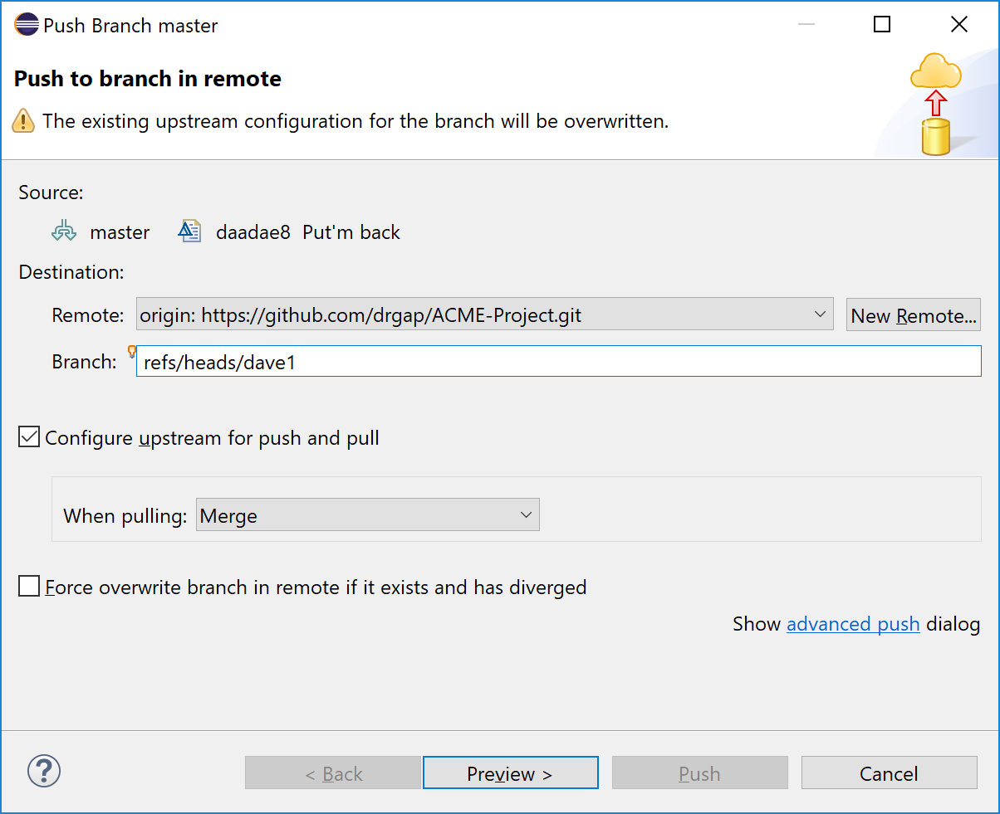 Push Branch master
Push to branch in remote
The existing upstream configuration for the branch will be overwritten.
Source:
master daadae8 Put'm back
Destination:
Remote: origin: https://github.com/drgap/ACME-Project.git New Remote...
Branch: refs/heads/dave1
Configure upstream for push and pull
When pulling: Merge
Force overwrite branch in remote if it exists and has diverged
Show advanced push dialog
? < Back Preview > Push Cancel